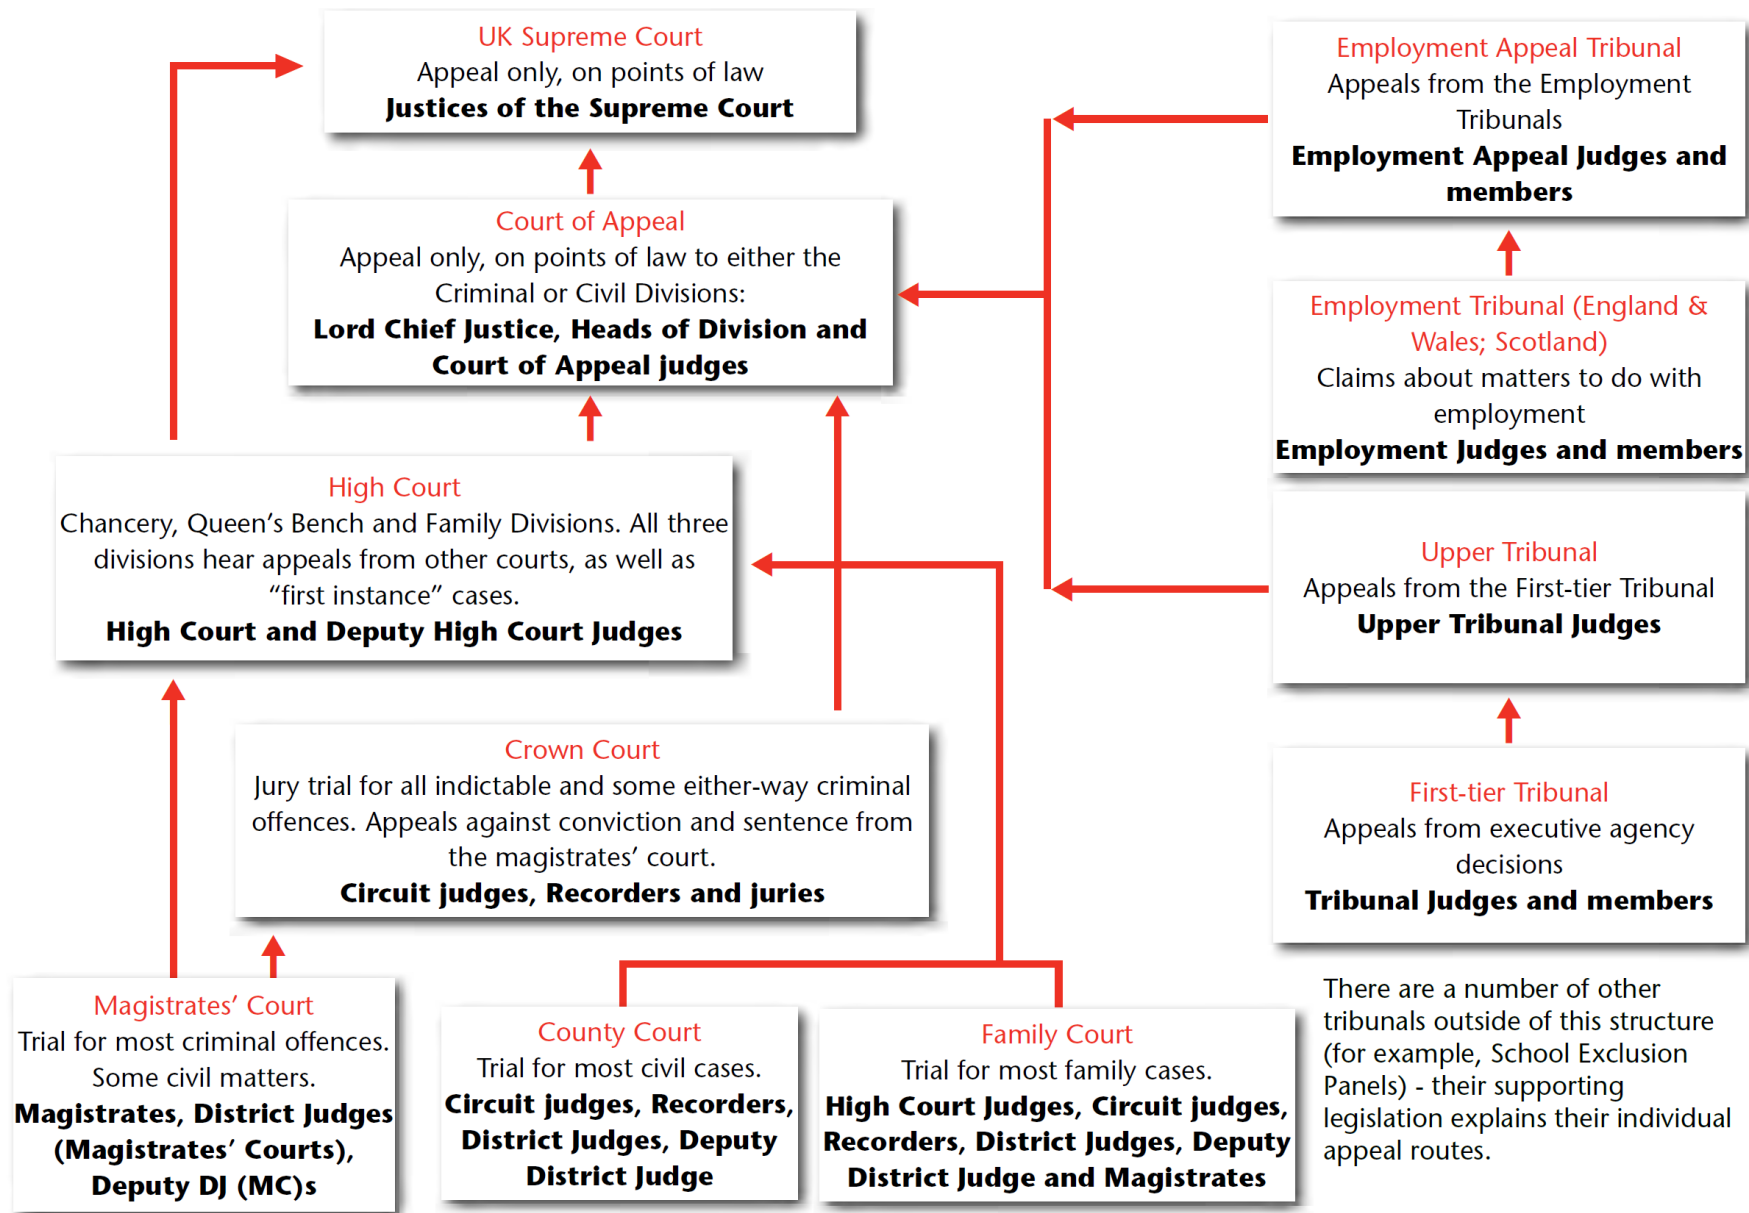 UK Supreme Court
Appeal only, on points of law
Justices of the Supreme Court
Court of Appeal
Appeal only, on points of law to either the
Criminal or Civil Divisions:
Lord Chief Justice, Heads of Division and
Court of Appeal judges
High Court
Chancery, Queen’s Bench and Family Divisions. All three
divisions hear appeals from other courts, as well as
“first instance” cases.
High Court and Deputy High Court Judges
Crown Court
Jury trial for all indictable and some either-way criminal
offences. Appeals against conviction and sentence from
the magistrates’ court.
Circuit judges, Recorders and juries
Magistrates’ Court
Trial for most criminal offences.
Some civil matters.
Magistrates, District Judges
(Magistrates’ Courts),
Deputy DJ (MC)s
County Court
Trial for most civil cases.
Circuit judges, Recorders,
District Judges, Deputy
District Judge
Family Court
Trial for most family cases.
High Court Judges, Circuit judges,
Recorders, District Judges, Deputy
District Judge and Magistrates
Employment Appeal Tribunal
Appeals from the Employment
Tribunals
Employment Appeal Judges and
members
Employment Tribunal (England &
Wales; Scotland)
Claims about matters to do with
employment
Employment Judges and members
Upper Tribunal
Appeals from the First-tier Tribunal
Upper Tribunal Judges
First-tier Tribunal
Appeals from executive agency
decisions
Tribunal Judges and members
There are a number of other
tribunals outside of this structure
(for example, School Exclusion
Panels) - their supporting
legislation explains their individual
appeal routes.